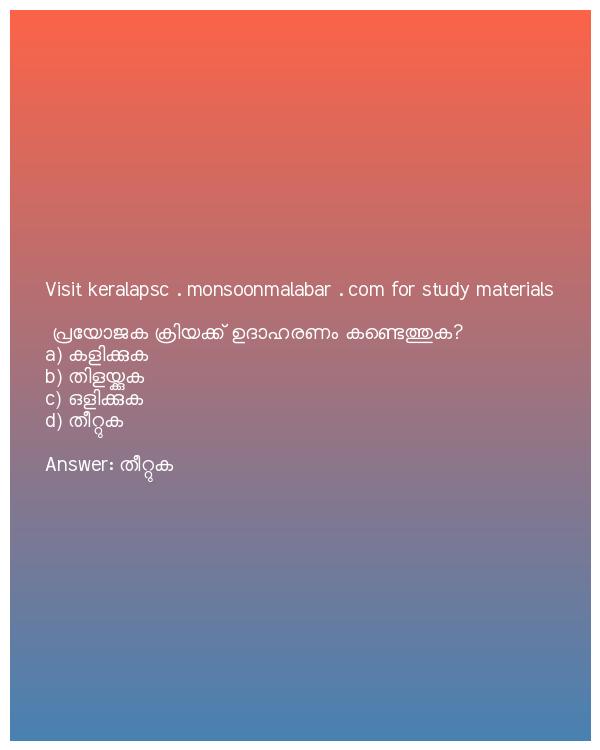 Visit keralapsc . monsoonmalabar . com for study materials
പ്രയോജക ക്രിയക്ക് ഉദാഹരണം കണ്ടെത്തുക?
a) കളിക്കുക
b) തിളയ്ക്കുക
c) ഒളിക്കുക
d) തീറ്റുക
Answer: തീറ്റുക